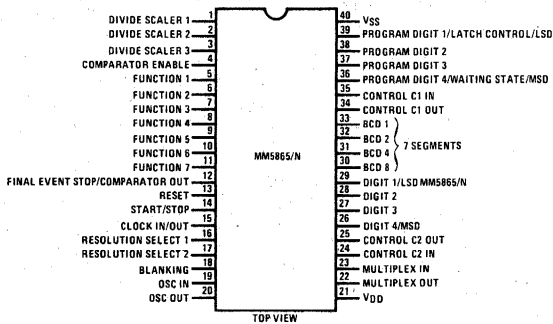 DIVIDE SCALER 1 1
DIVIDE SCALER 2 2
DIVIDE SCALER 3 3
COMPARATOR ENABLE 4
FUNCTION 1 5
FUNCTION 2 6
FUNCTION 3 7
FUNCTION 4 8
FUNCTION 5 9
FUNCTION 6 10
FUNCTION 7 11
FINAL EVENT STOP/COMPARATOR OUT 12
RESET 13
START/STOP 14
CLOCK IN/OUT 15
RESOLUTION SELECT 1 16
RESOLUTION SELECT 2 17
BLANKING 18
OSC IN 19
OSC OUT 20
MM5865/N
40 VSS
39 PROGRAM DIGIT 1/LATCH CONTROL/LSD
38 PROGRAM DIGIT 2
37 PROGRAM DIGIT 3
36 PROGRAM DIGIT 4/WAITING STATE/MSD
35 CONTROL C1 IN
34 CONTROL C1 OUT
33 BCD 1
32 BCD 2
31 BCD 4
30 BCD 8
7 SEGMENTS
29 DIGIT 1/LSD MM5865/N
28 DIGIT 2
27 DIGIT 3
26 DIGIT 4/MSD
25 CONTROL C2 OUT
24 CONTROL C2 IN
23 MULTIPLEX IN
22 MULTIPLEX OUT
21 VDD
TOP VIEW